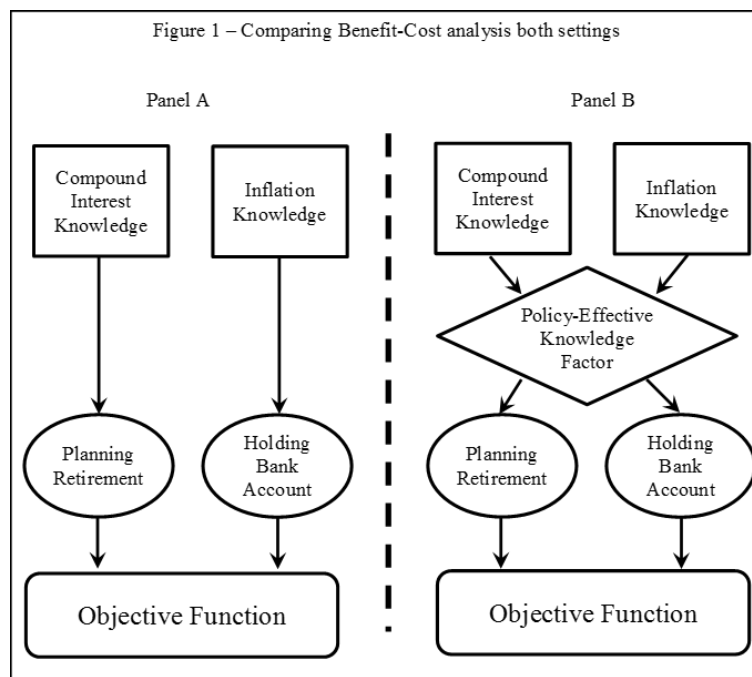 Figure 1 – Comparing Benefit-Cost analysis both settings
Panel A
Compound
Interest
Knowledge
Inflation
Knowledge
Planning
Retirement
Holding
Bank
Account
Objective Function
Panel B
Compound
Interest
Knowledge
Inflation
Knowledge
Policy-Effective
Knowledge
Factor
Planning
Retirement
Holding
Bank
Account
Objective Function